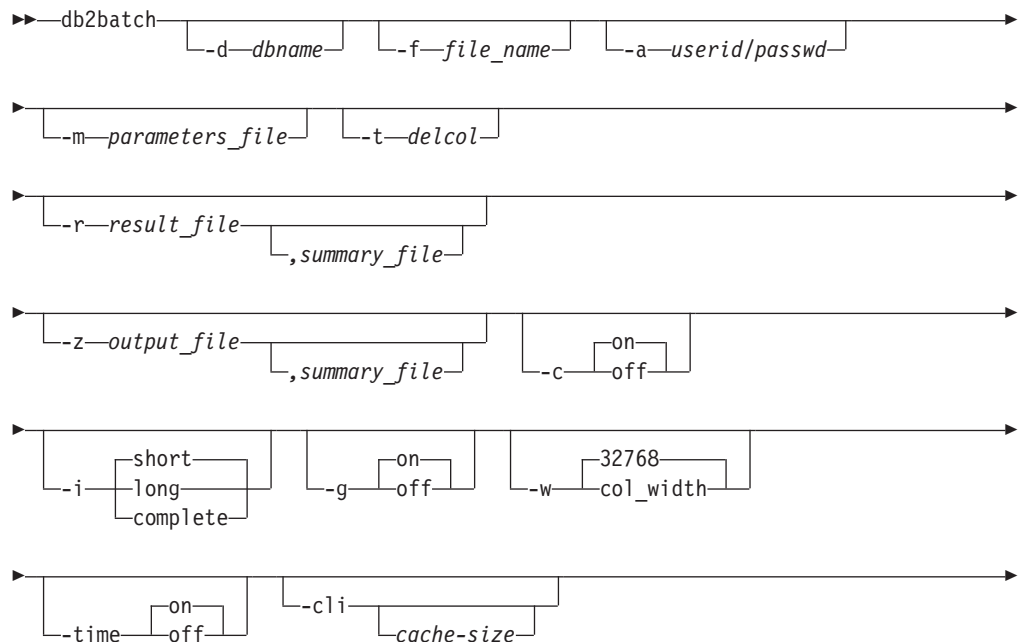 db2batch
-d dbname -f file_name -a userid/passwd
-m parameters_file -t delcol
-r result_file
,summary_file
-z output_file on
,summary_file -c off
short on 32768
-i long -g off -w col_width
complete
on -cli
-time off cache-size